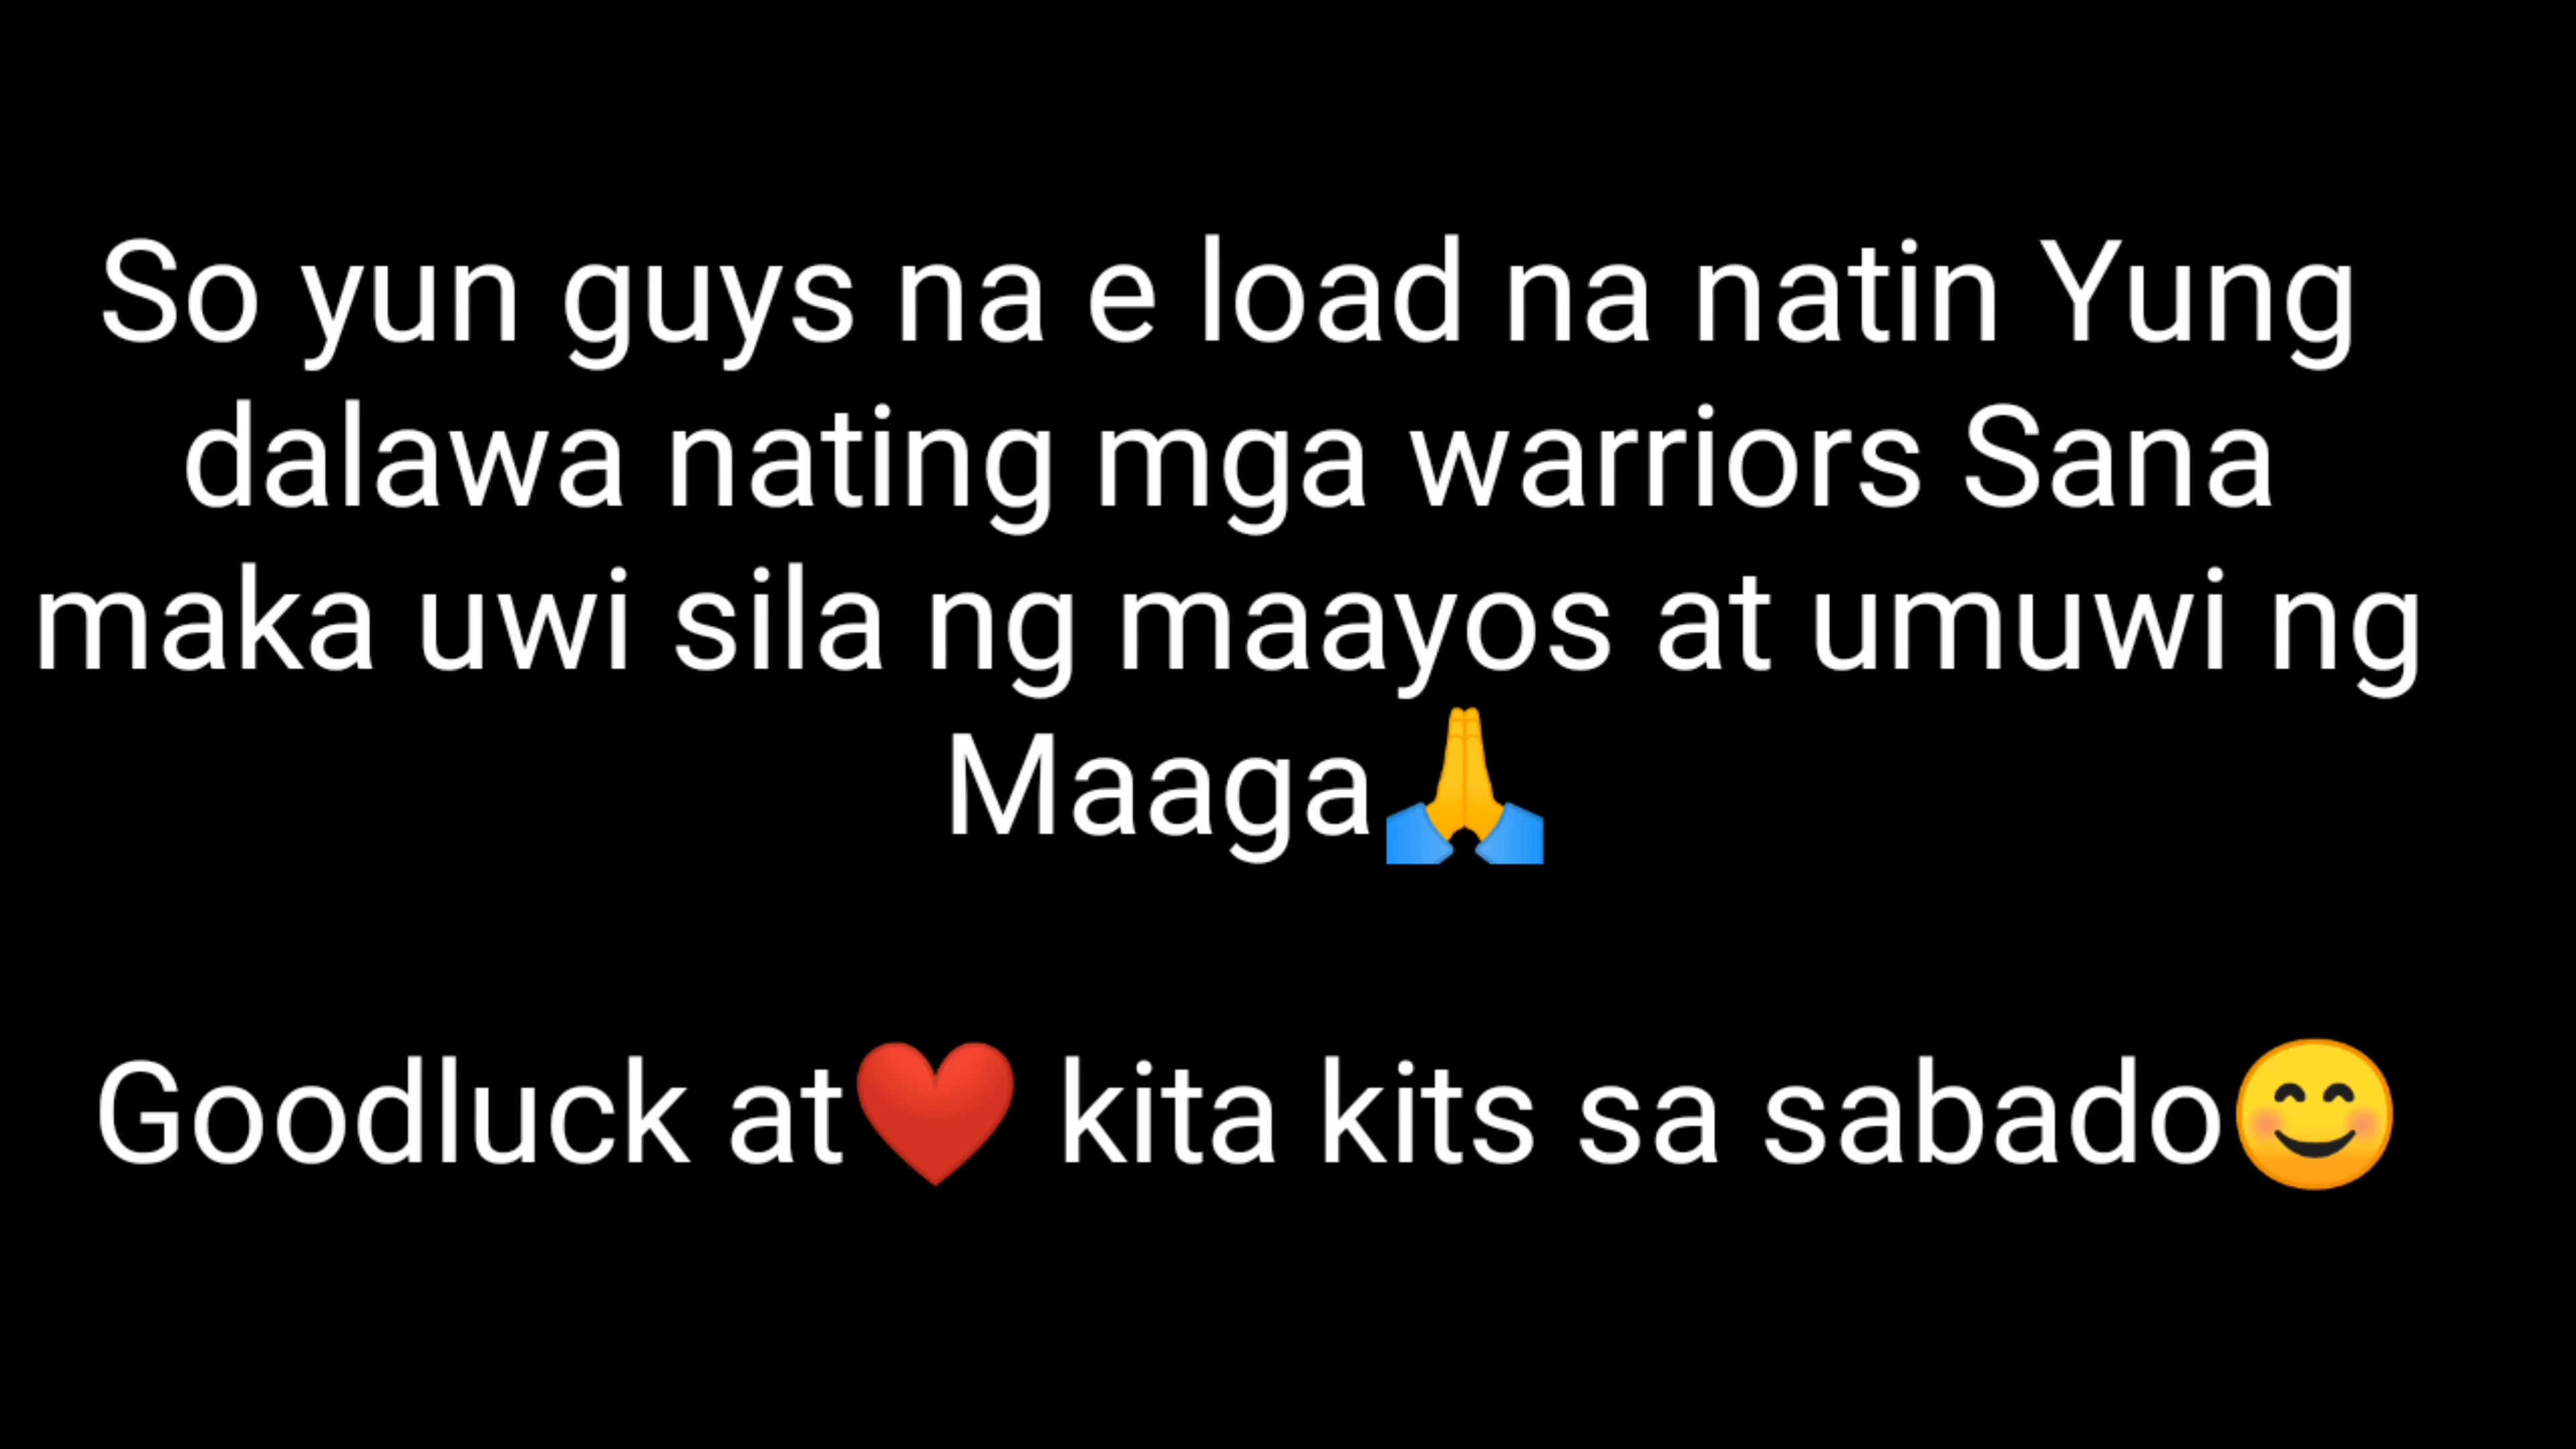 So yun guys na e load na natin Yung
dalawa nating mga warriors Sana
maka uwi sila ng maayos at umuwi ng
Maaga🙏
Goodluck at❤️ kita kits sa sabado😊